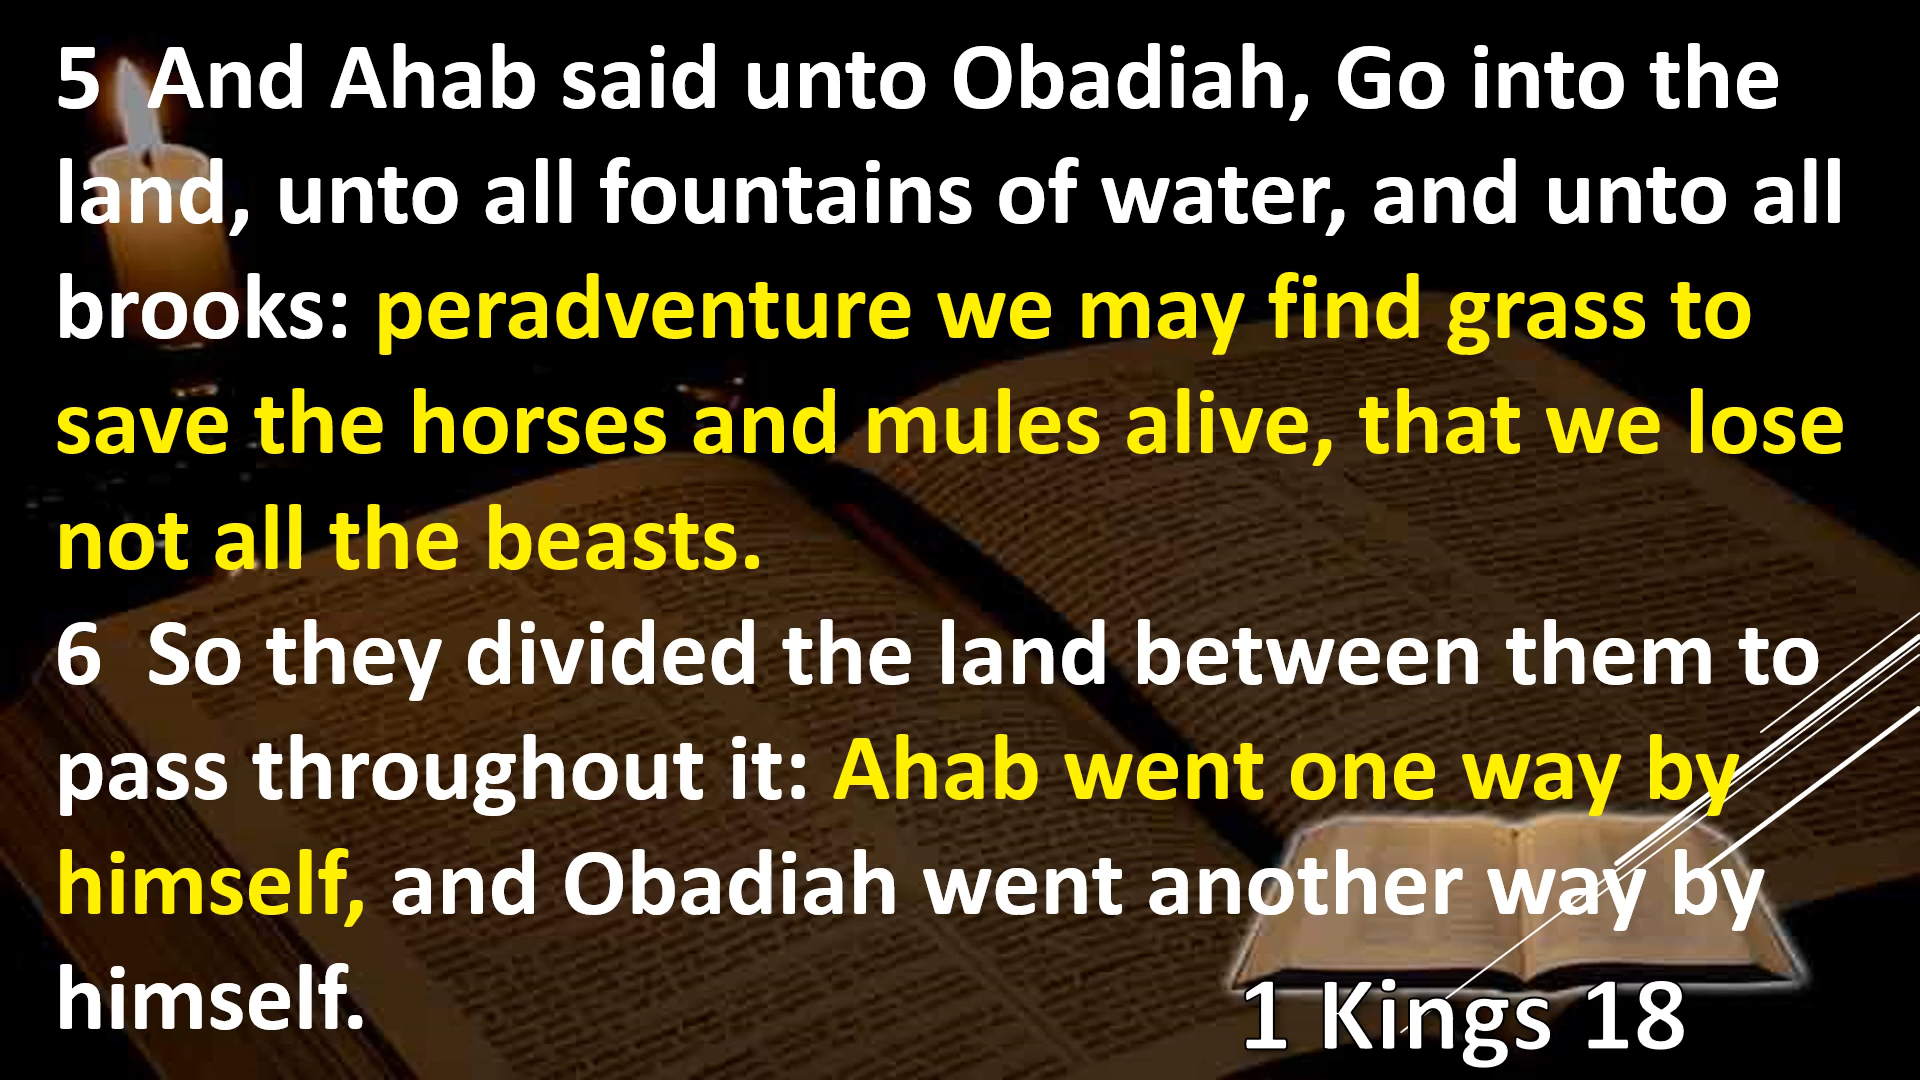 5  And Ahab said unto Obadiah, Go into the
land, unto all fountains of water, and unto all
brooks: peradventure we may find grass to
save the horses and mules alive, that we lose
not all the beasts.
6  So they divided the land between them to
pass throughout it: Ahab went one way by
himself, and Obadiah went another way by
himself.
1 Kings 18